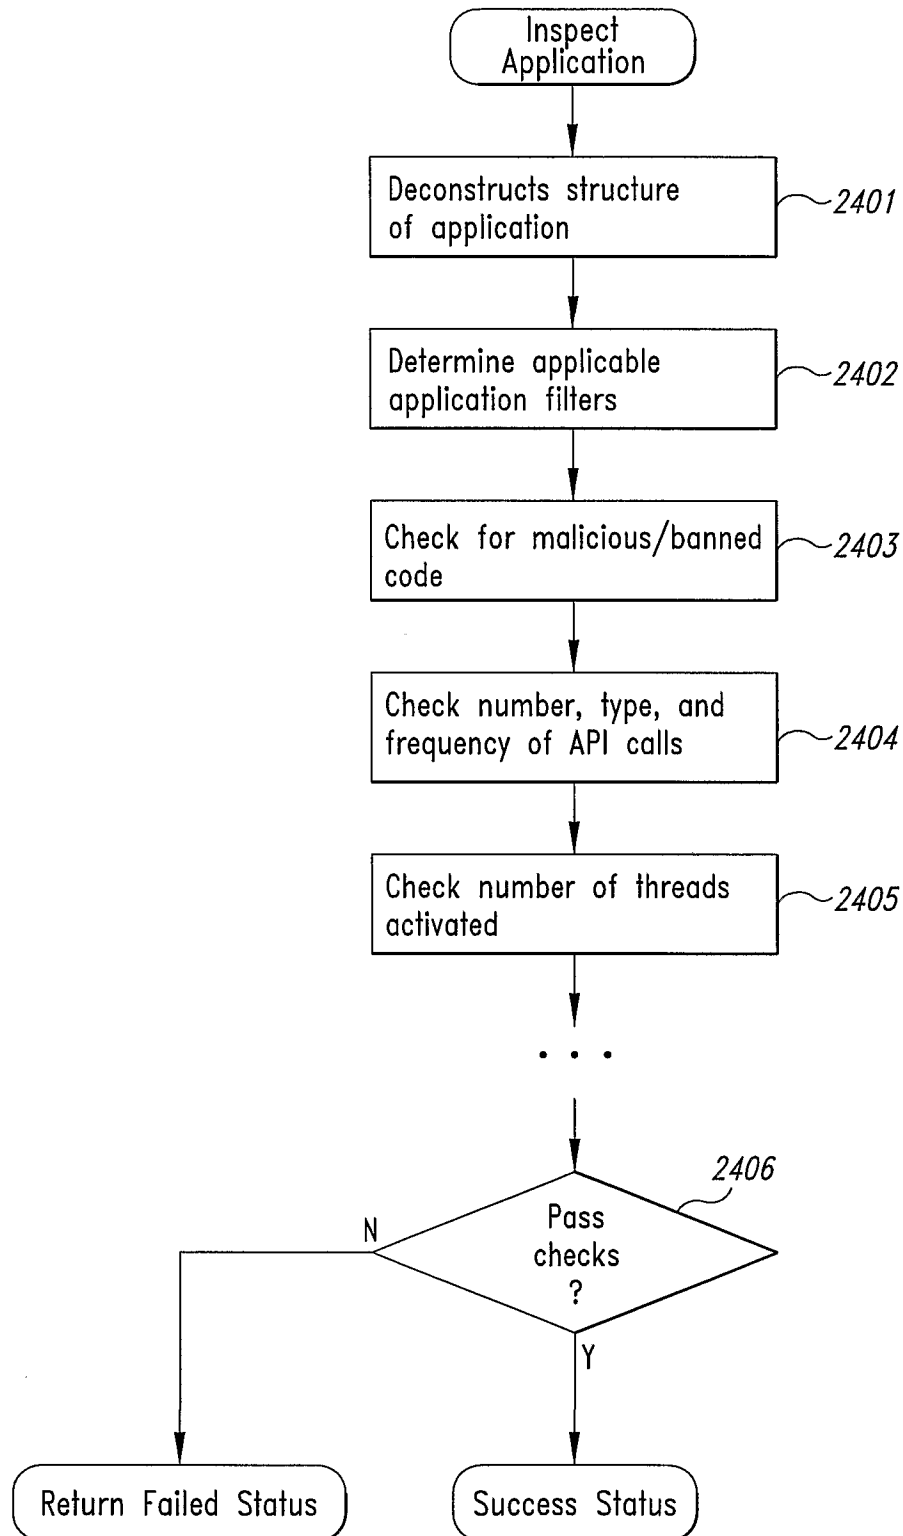 Inspect
Application
Deconstructs structure
of application
2401
Determine applicable
application filters
2402
Check for malicious/banned
code
2403
Check number, type, and
frequency of API calls
2404
Check number of threads
activated
2405
. . .
2406
Pass
checks
?
N
Y
Return Failed Status
Success Status